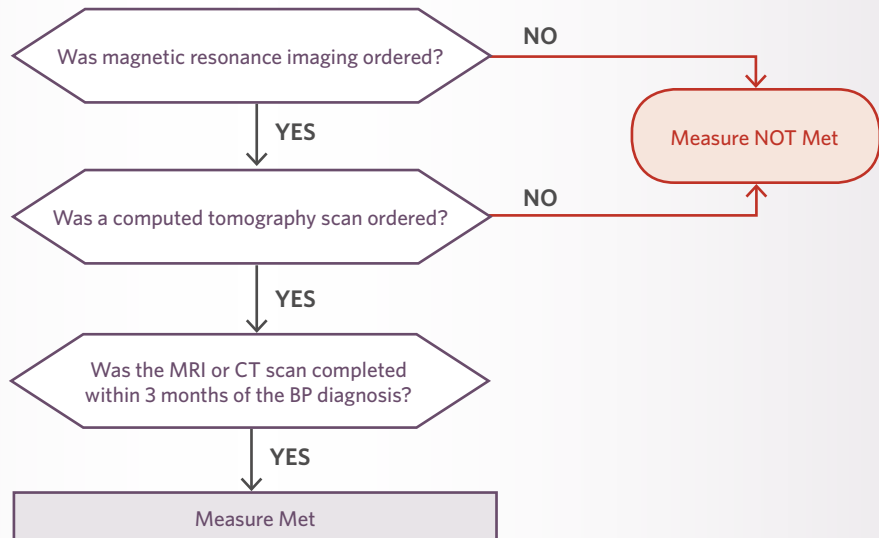 Was magnetic resonance imaging ordered?
NO
YES
Measure NOT Met
Was a computed tomography scan ordered?
NO
YES
Was the MRI or CT scan completed
within 3 months of the BP diagnosis?
YES
Measure Met